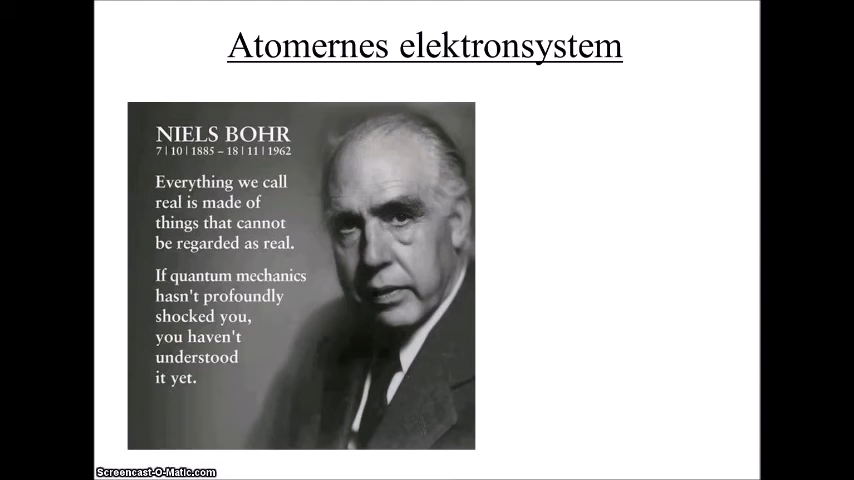 Atomernes elektronsystem
NIELS BOHR
7 | 10 | 1885 – 18 | 11 | 1962
Everything we call
real is made of
things that cannot
be regarded as real.
If quantum mechanics
hasn't profoundly
shocked you,
you haven't
understood
it yet.
Screencast-O-Matic.com